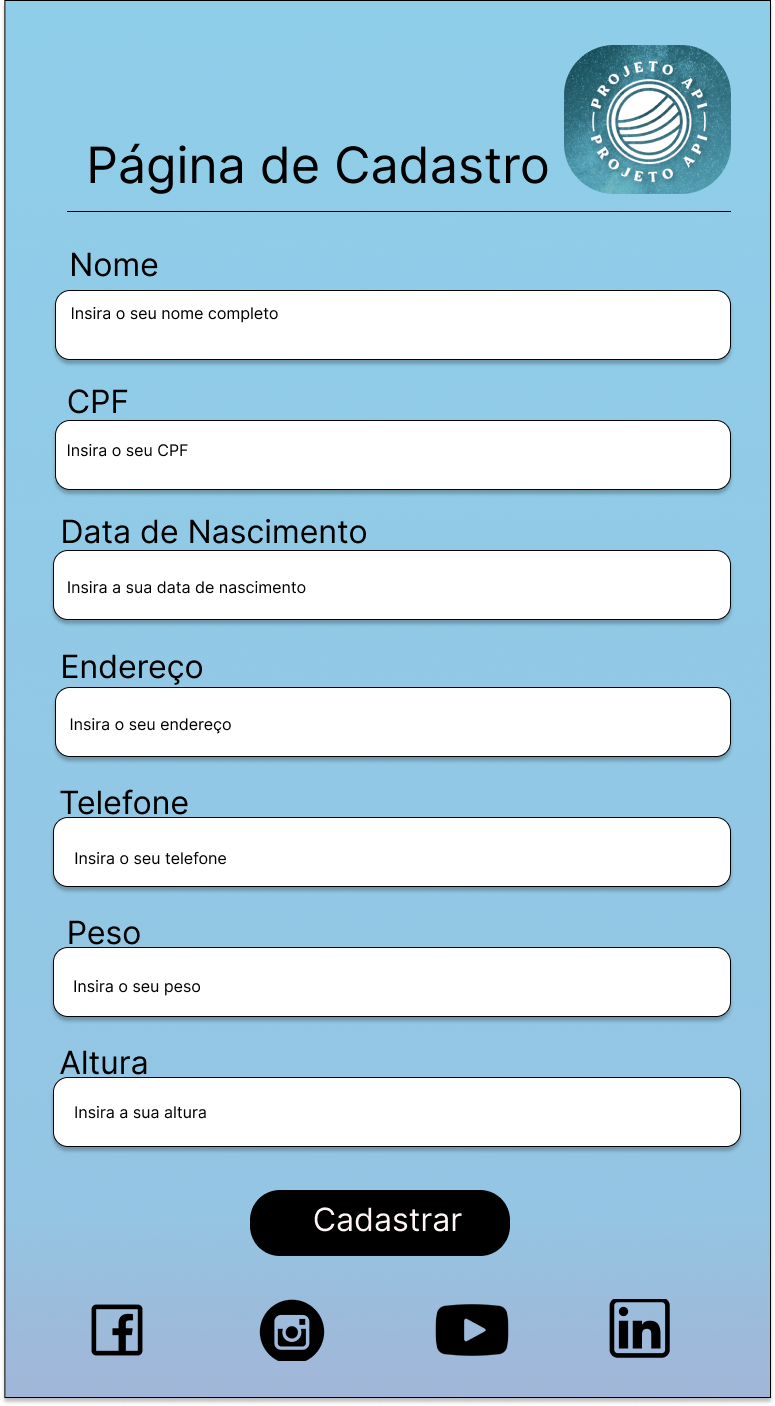 PROJETO API
PROJETO API
Página de Cadastro
Nome
Insira o seu nome completo
CPF
Insira o seu CPF
Data de Nascimento
Insira a sua data de nascimento
Endereço
Insira o seu endereço
Telefone
Insira o seu telefone
Peso
Insira o seu peso
Altura
Insira a sua altura
Cadastrar
f
in